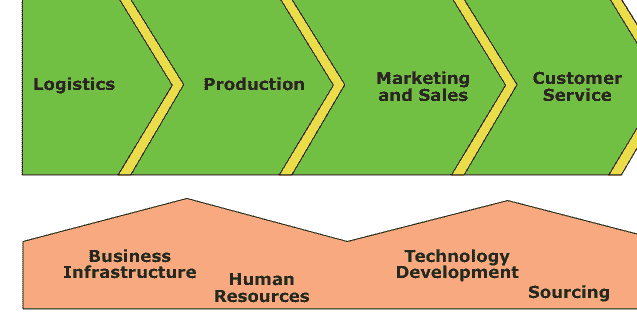 Logistics
Production
Marketing
and Sales
Customer
Service
Business
Infrastructure
Human
Resources
Technology
Development
Sourcing